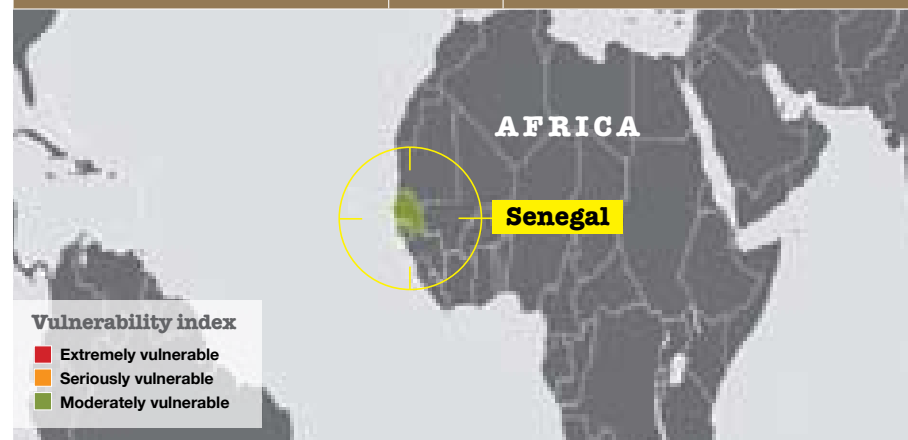 AFRICA
Senegal
Vulnerability index
Extremely vulnerable
Seriously vulnerable
Moderately vulnerable